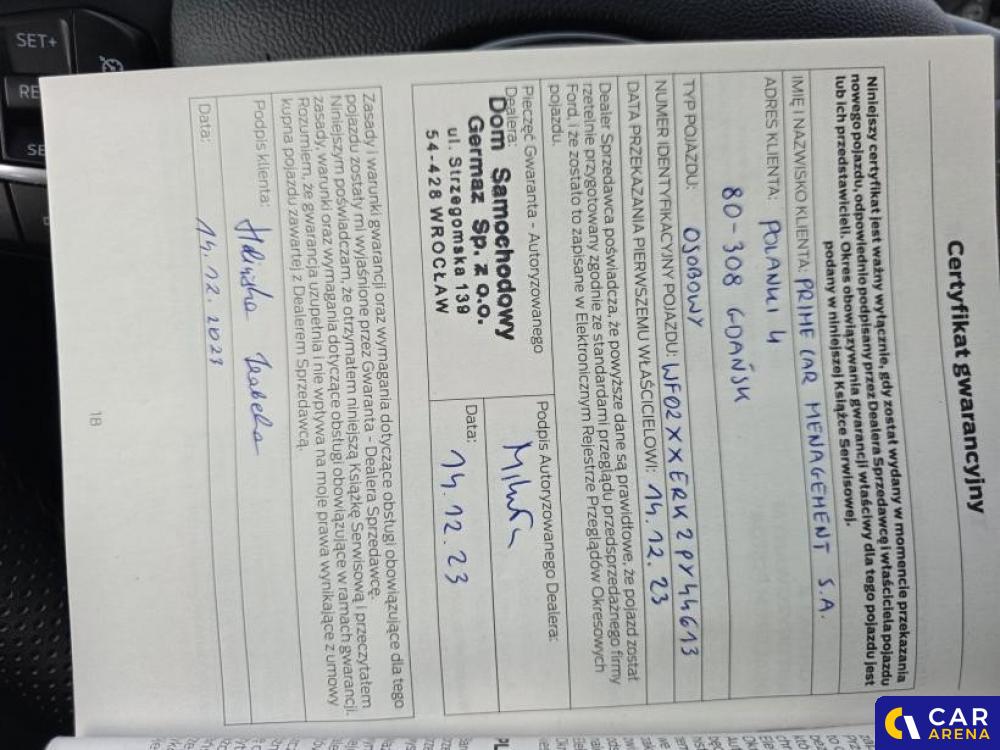 Certyfikat gwarancyjny
Niniejszy certyfikat jest ważny wyłącznie, gdy został wydany w momencie przekazania
nowego pojazdu, odpowiednio podpisany przez Dealera Sprzedawcę i właściciela pojazdu
lub ich przedstawicieli. Okres obowiązywania gwarancji właściwy dla tego pojazdu jest
podany w niniejszej Książce Serwisowej.
IMIĘ I NAZWISKO KLIENTA: PRIME CAR MENAGEMENT S.A.
ADRES KLIENTA: POLANKI 4
80-308 GDAŃSK
TYP POJAZDU: OSOBOWY
NUMER IDENTYFIKACYJNY POJAZDU: WF02XXERK2PY44613
DATA PRZEKAZANIA PIERWSZEMU WŁAŚCICIELOWI: 14.12.23
Dealer Sprzedawca poświadcza, że powyższe dane są prawidłowe, że pojazd został
rzetelnie przygotowany zgodnie ze standardami przeglądu przedsprzedażnego firmy
Ford, i że zostało to zapisane w Elektronicznym Rejestrze Przeglądów Okresowych
pojazdu.
Pieczęć Gwaranta - Autoryzowanego
Dealera:
Dom Samochodowy
Germaz Sp. z o.o.
ul. Strzegomska 139
54-428 WROCŁAW
Podpis Autoryzowanego Dealera:
Data:
14.12.23
Zasady i warunki gwarancji oraz wymagania dotyczące obsługi obowiązujące dla tego
pojazdu zostały mi wyjaśnione przez Gwaranta - Dealera Sprzedawcę.
Niniejszym poświadczam, że otrzymałem niniejszą Książkę Serwisową i przeczytałem
zasady, warunki oraz wymagania dotyczące obsługi obowiązujące w ramach gwarancji.
Rozumiem, że gwarancja uzupełnia i nie wpływa na moje prawa wynikające z umowy
kupna pojazdu zawartej z Dealerem Sprzedawcą.
Podpis klienta: Izabela
Data: 14.12.2023
18
SET+
CAR
ARENA